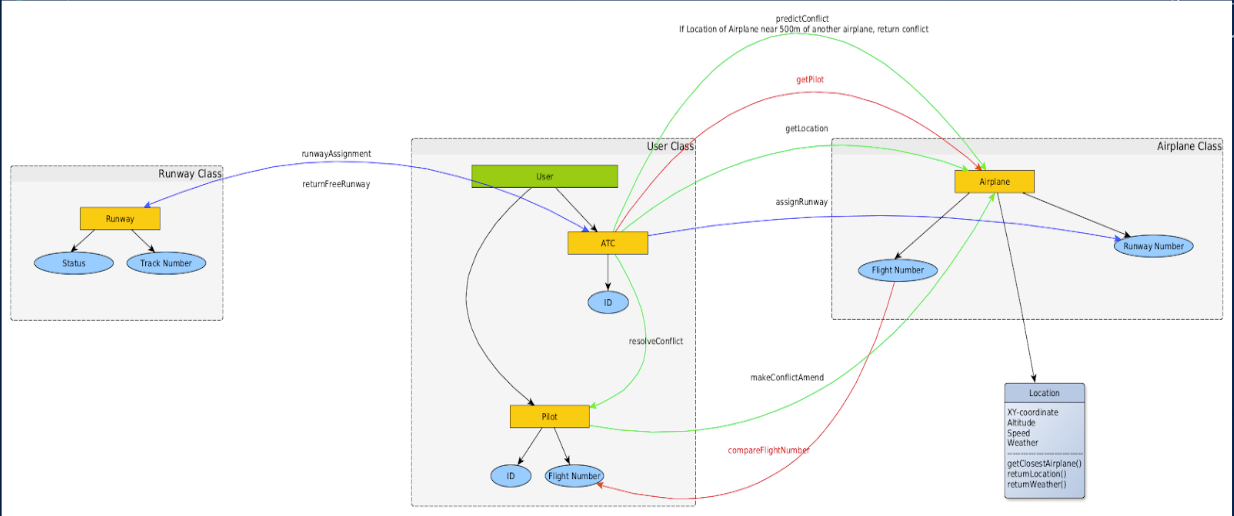 predictConflict
If Location of Airplane near 500m of another airplane, return conflict
getPilot
getLocation
runwayAssignment
returnFreeRunway
assignRunway
Runway Class
Runway
Status
Track Number
User Class
User
ATC
ID
resolveConflict
Pilot
ID
Flight Number
Airplane Class
Airplane
Flight Number
Runway Number
makeConflictAmend
compareFlightNumber
Location
XY-coordinate
Altitude
Speed
Weather
getClosestAirplane()
returnLocation()
returnWeather()